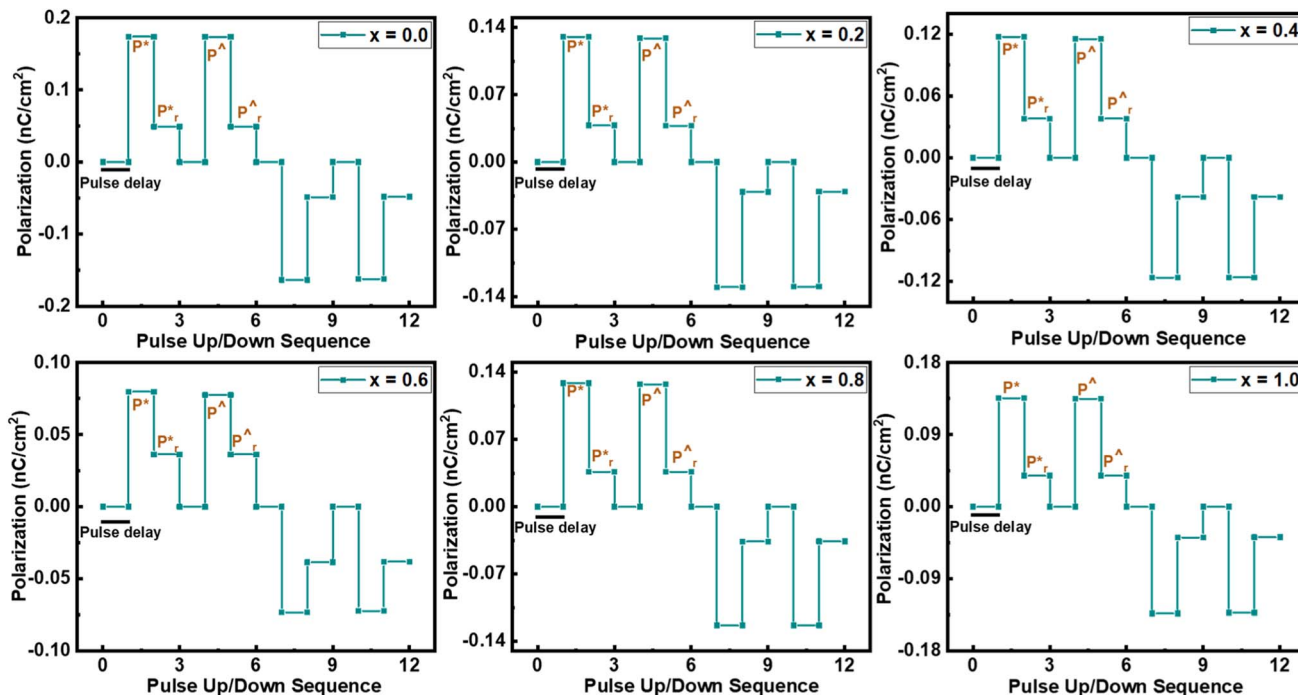 x = 0.0
0.2
0.1
0.0
-0.1
-0.2
Polarization (nC/cm²)
P*
P*r
P^
P^r
Pulse delay
0 3 6 9 12
Pulse Up/Down Sequence
x = 0.2
0.14
0.07
0.00
-0.07
-0.14
Polarization (nC/cm²)
P*
P*r
P^
P^r
Pulse delay
0 3 6 9 12
Pulse Up/Down Sequence
x = 0.4
0.12
0.06
0.00
-0.06
-0.12
Polarization (nC/cm²)
P*
P*r
P^
P^r
Pulse delay
0 3 6 9 12
Pulse Up/Down Sequence
x = 0.6
0.10
0.05
0.00
-0.05
-0.10
Polarization (nC/cm²)
P*
P*r
P^
P^r
Pulse delay
0 3 6 9 12
Pulse Up/Down Sequence
x = 0.8
0.14
0.07
0.00
-0.07
-0.14
Polarization (nC/cm²)
P*
P*r
P^
P^r
Pulse delay
0 3 6 9 12
Pulse Up/Down Sequence
x = 1.0
0.18
0.09
0.00
-0.09
-0.18
Polarization (nC/cm²)
P*
P*r
P^
P^r
Pulse delay
0 3 6 9 12
Pulse Up/Down Sequence